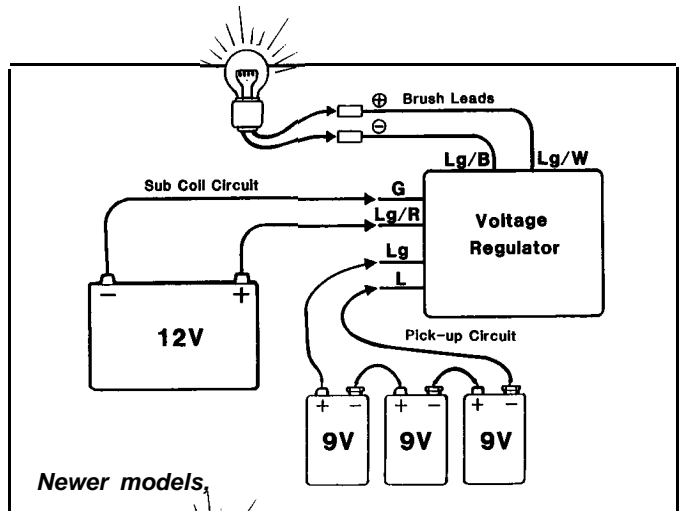 ⊕ Brush Leads
⊖
Lg/B Lg/W
Sub Coil Circuit
G
Lg/R
Lg
L
Voltage
Regulator
Pick-up Circuit
− +
12V
+ − + − + −
9V 9V 9V
Newer models,